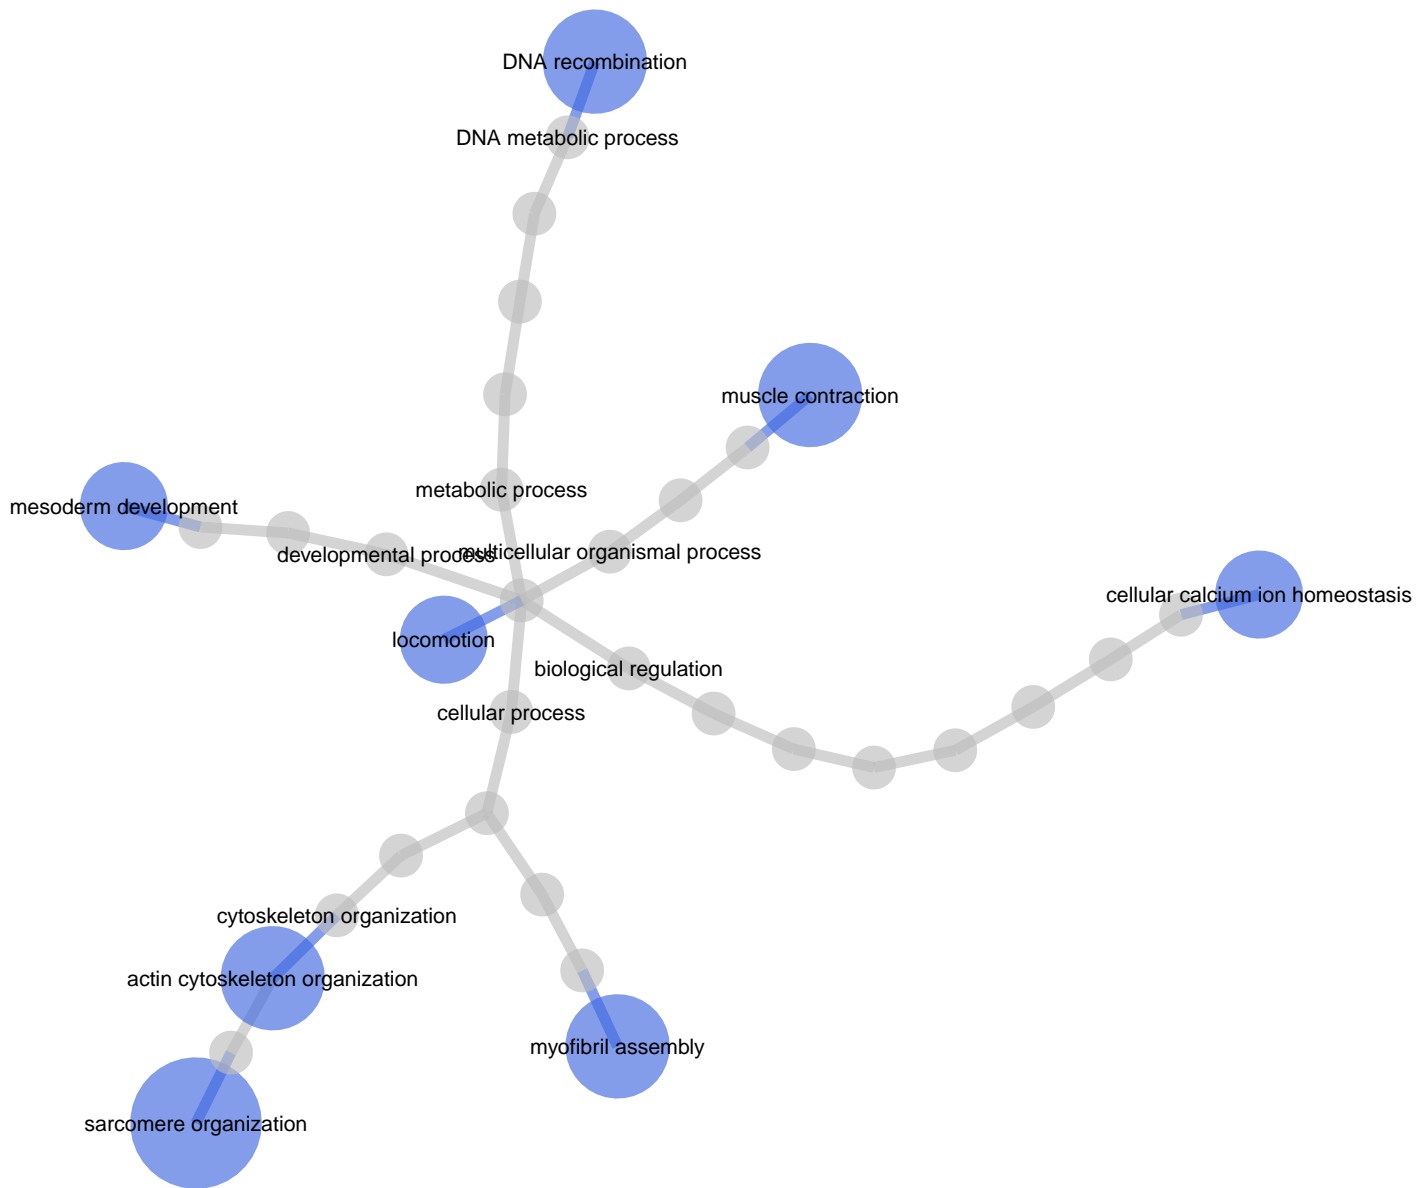 DNA recombination
DNA metabolic process
muscle contraction
metabolic process
mesoderm development
developmental process
multicellular organismal process
cellular calcium ion homeostasis
locomotion
biological regulation
cellular process
cytoskeleton organization
actin cytoskeleton organization
myofibril assembly
sarcomere organization